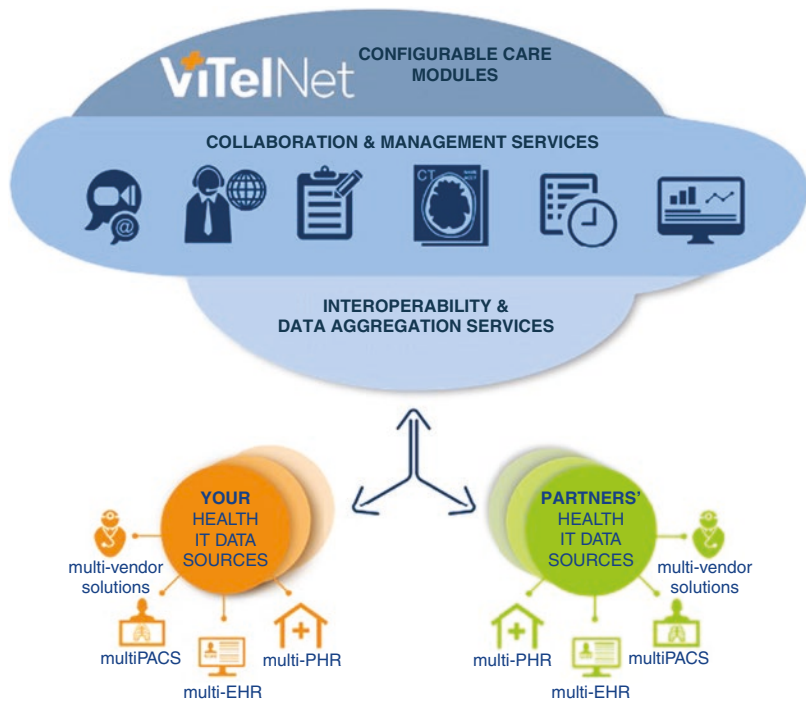 ViTelNet
CONFIGURABLE CARE
MODULES
COLLABORATION & MANAGEMENT SERVICES
@
CT
INTEROPERABILITY &
DATA AGGREGATION SERVICES
YOUR
HEALTH
IT DATA
SOURCES
multi-vendor
solutions
multiPACS
multi-EHR
multi-PHR
PARTNERS’
HEALTH
IT DATA
SOURCES
multi-vendor
solutions
multi-PHR
multiPACS
multi-EHR